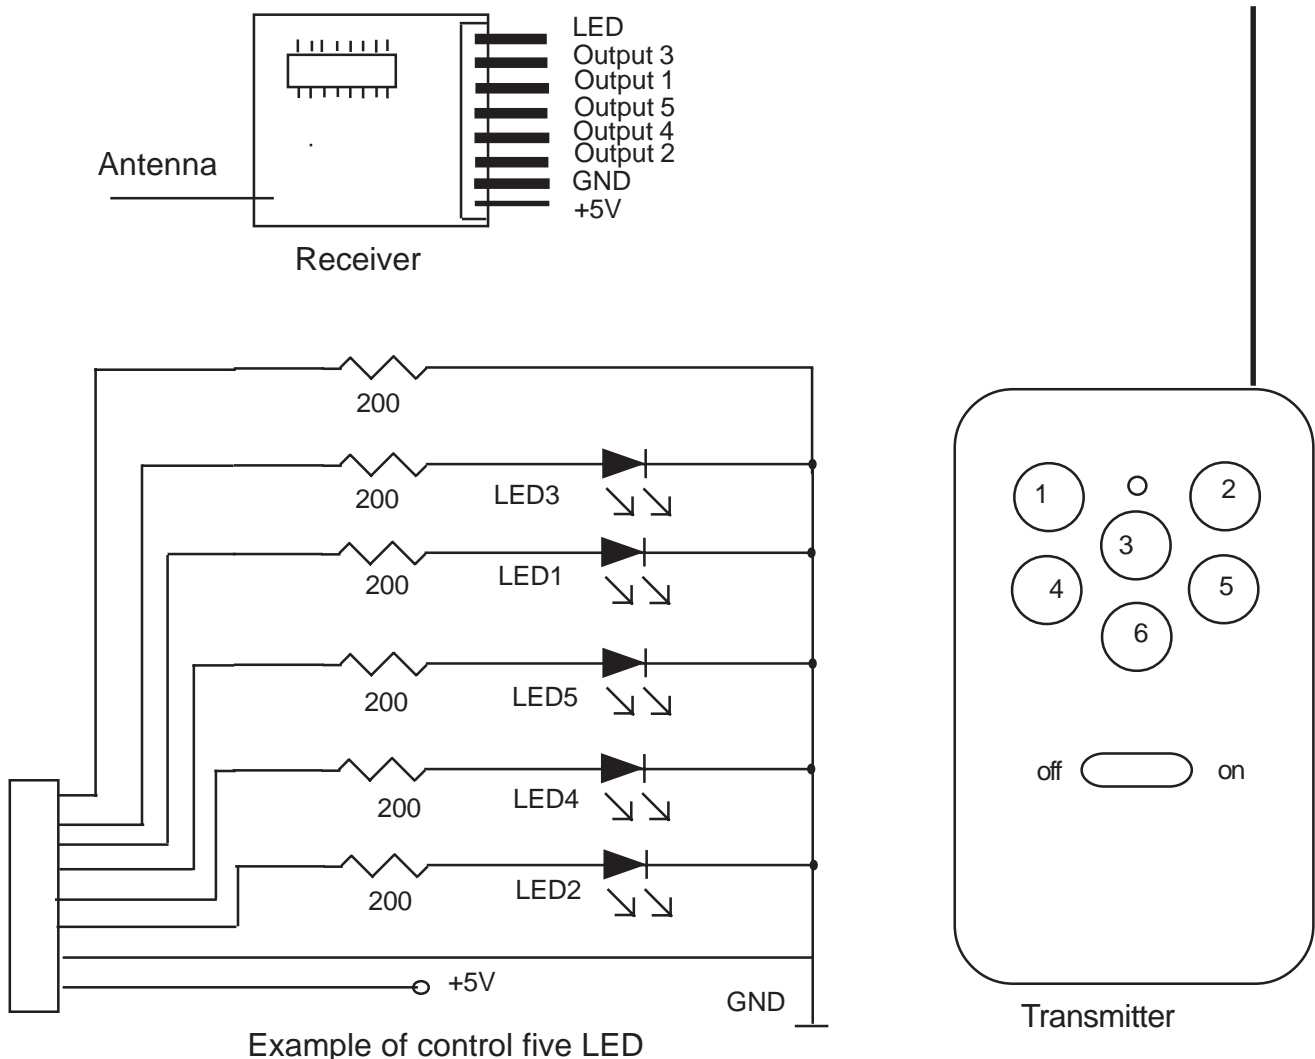 LED
Output 3
Output 1
Output 5
Output 4
Output 2
GND
+5V
Antenna
Receiver
200
200
LED3
200
LED1
200
LED5
200
LED4
200
LED2
+5V
GND
Example of control five LED
1
2
3
4
5
6
off
on
Transmitter